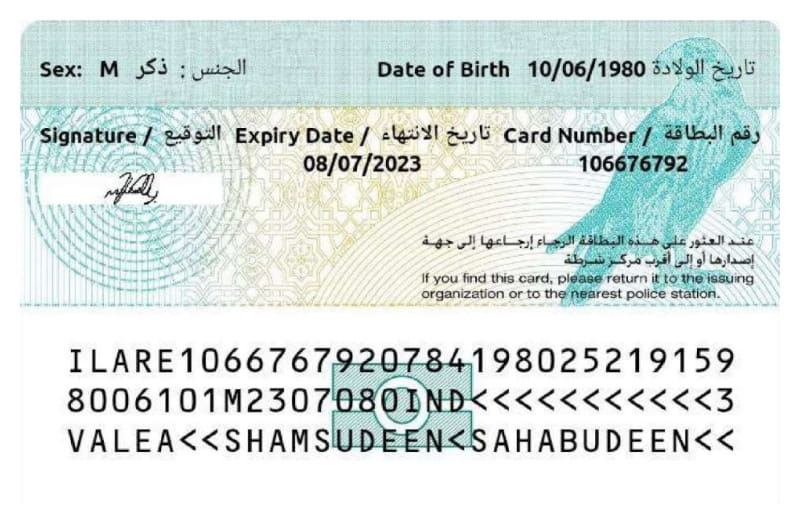 Sex: M الجنس: ذكر Date of Birth 10/06/1980 تاريخ الولادة
Signature / التوقيع Expiry Date / تاريخ الانتهاء Card Number / رقم البطاقة
08/07/2023 106676792
عند العثور على هذه البطاقة الرجاء إرجاعها إلى جهة
إصدارها أو إلى أقرب مركز شرطة
If you find this card, please return it to the issuing
organization or to the nearest police station.
ILARE1066767920784198025219159
8006101M2307080IND<<<<<<<<<<<3
VALEA<<SHAMSUDEEN<SAHABUDEEN<<